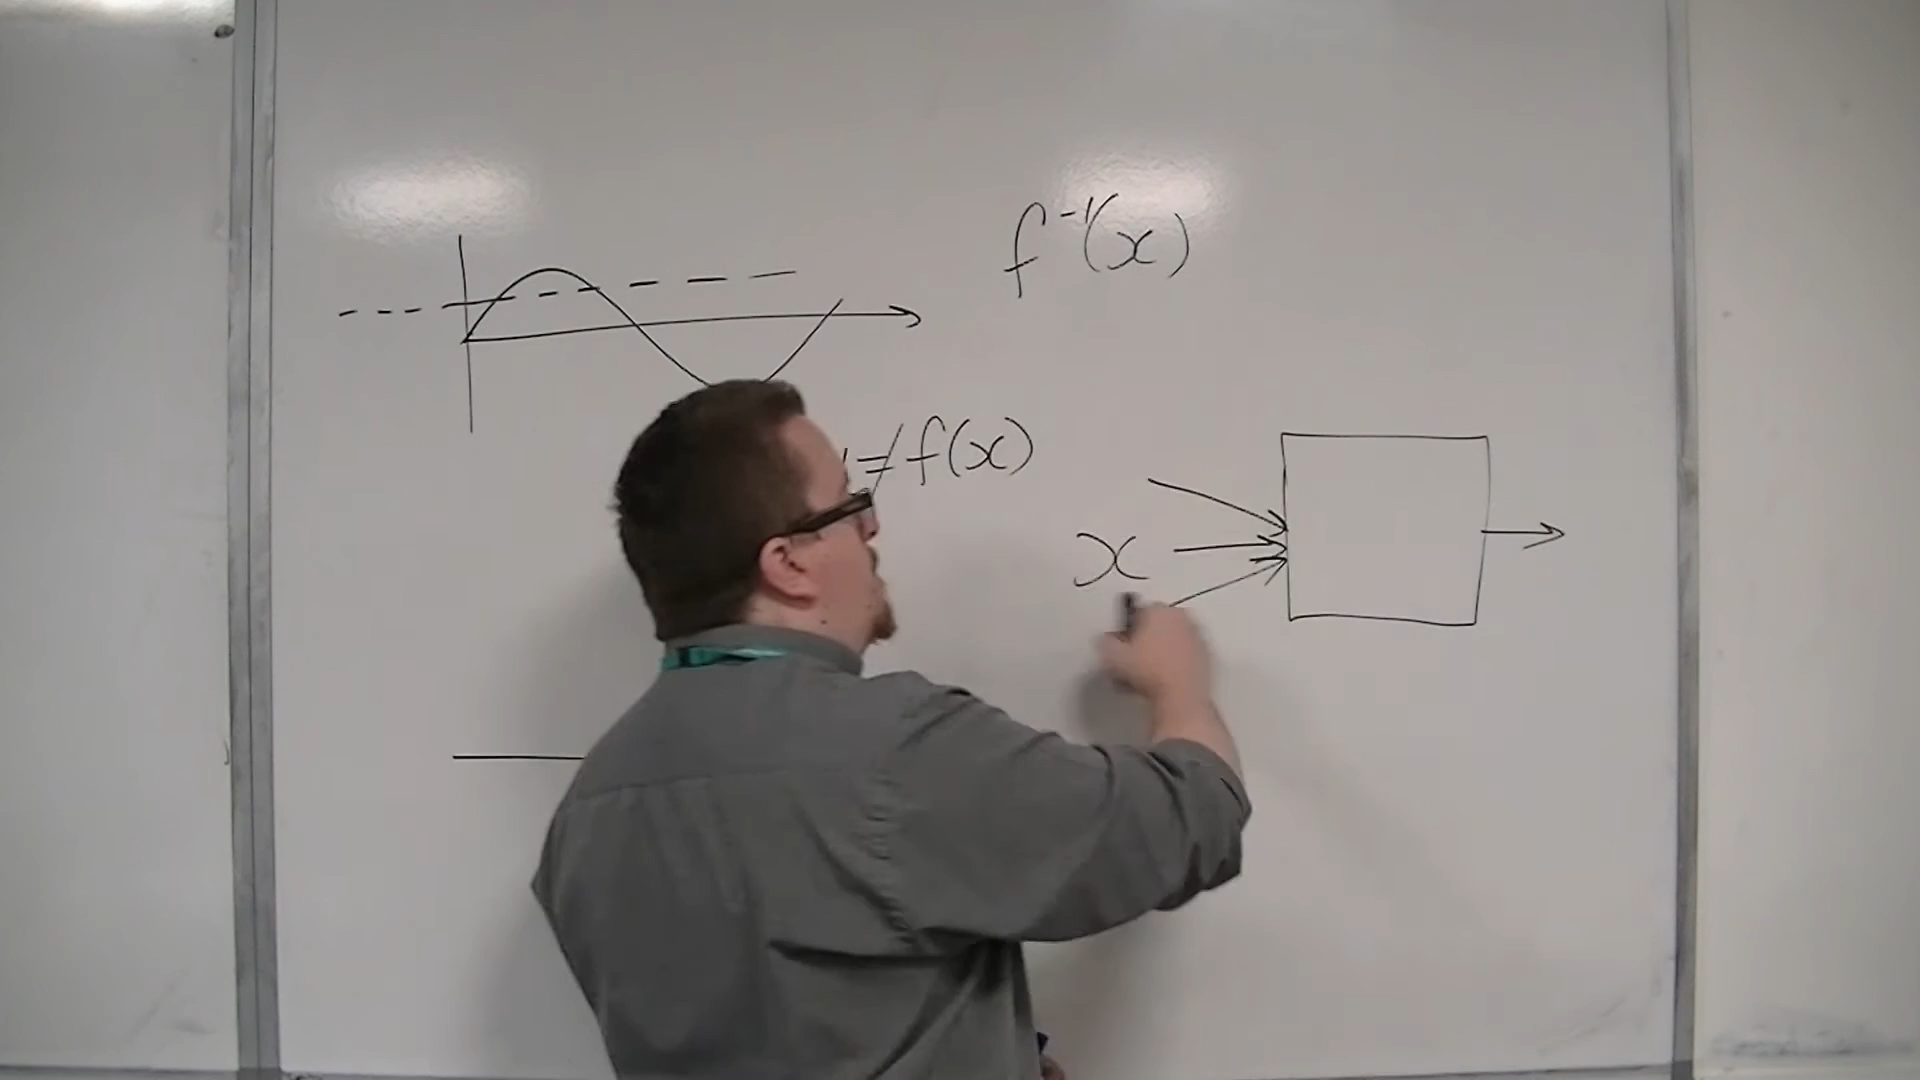 f⁻¹(x)
≠ f(x)
x